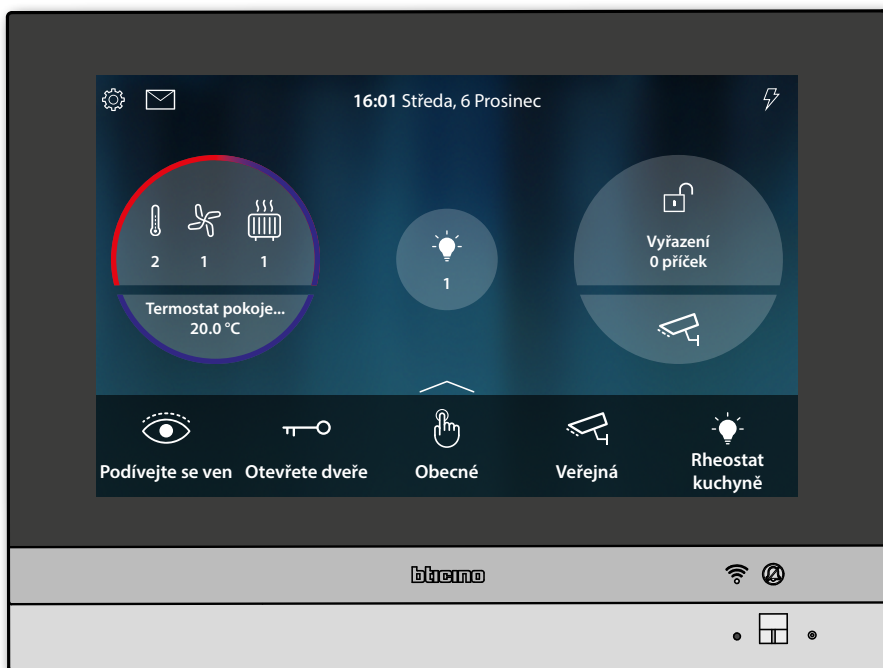 16:01 Středa, 6 Prosinec
2 1 1
Termostat pokoje...
20.0 °C
1
Vyřazení
0 příček
Podívejte se ven
Otevřete dveře
Obecné
Veřejná
Rheostat
kuchyně
bticino